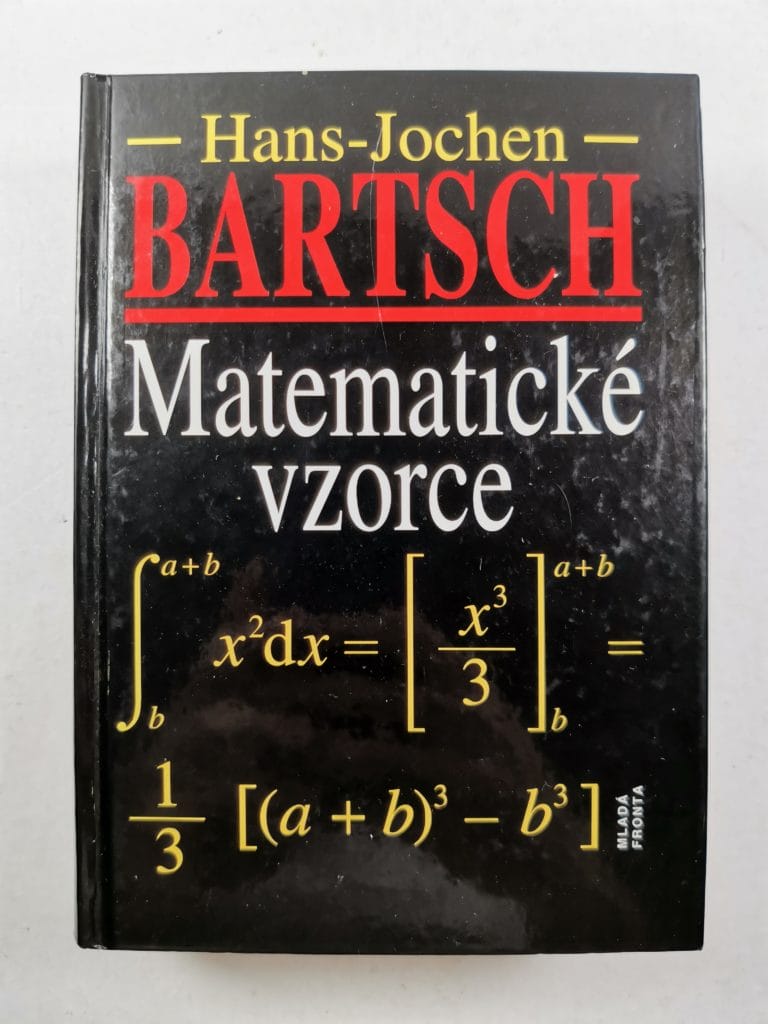 — Hans-Jochen —
BARTSCH
Matematické
vzorce
∫_b^{a+b} x²dx = [x³/3]_b^{a+b} =
1/3 [(a + b)³ – b³]
MLADÁ
FRONTA